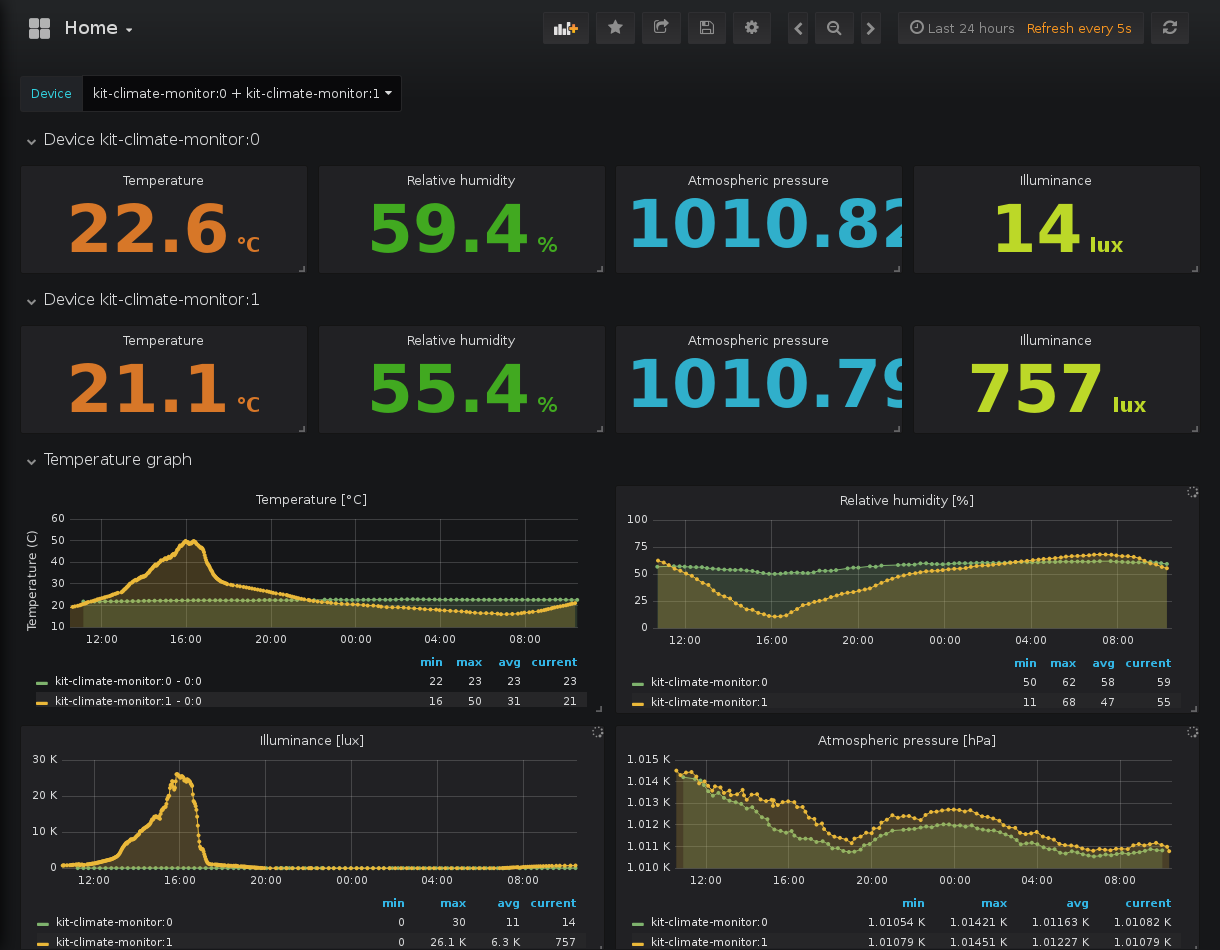 Home
Last 24 hours Refresh every 5s
Device kit-climate-monitor:0 + kit-climate-monitor:1
Device kit-climate-monitor:0
Temperature Relative humidity Atmospheric pressure Illuminance
22.6 °C 59.4 % 1010.82 14 lux
Device kit-climate-monitor:1
Temperature Relative humidity Atmospheric pressure Illuminance
21.1 °C 55.4 % 1010.79 757 lux
Temperature graph
Temperature [°C]
Temperature (C)
60
50
40
30
20
10
12:00 16:00 20:00 00:00 04:00 08:00
min max avg current
kit-climate-monitor:0 - 0:0 22 23 23 23
kit-climate-monitor:1 - 0:0 16 50 31 21
Relative humidity [%]
100
75
50
25
0
12:00 16:00 20:00 00:00 04:00 08:00
min max avg current
kit-climate-monitor:0 50 62 58 59
kit-climate-monitor:1 11 68 47 55
Illuminance [lux]
30 K
20 K
10 K
0
12:00 16:00 20:00 00:00 04:00 08:00
min max avg current
kit-climate-monitor:0 0 30 11 14
kit-climate-monitor:1 0 26.1 K 6.3 K 757
Atmospheric pressure [hPa]
1.015 K
1.014 K
1.013 K
1.012 K
1.011 K
1.010 K
12:00 16:00 20:00 00:00 04:00 08:00
min max avg current
kit-climate-monitor:0 1.01054 K 1.01421 K 1.01163 K 1.01082 K
kit-climate-monitor:1 1.01079 K 1.01451 K 1.01227 K 1.01079 K